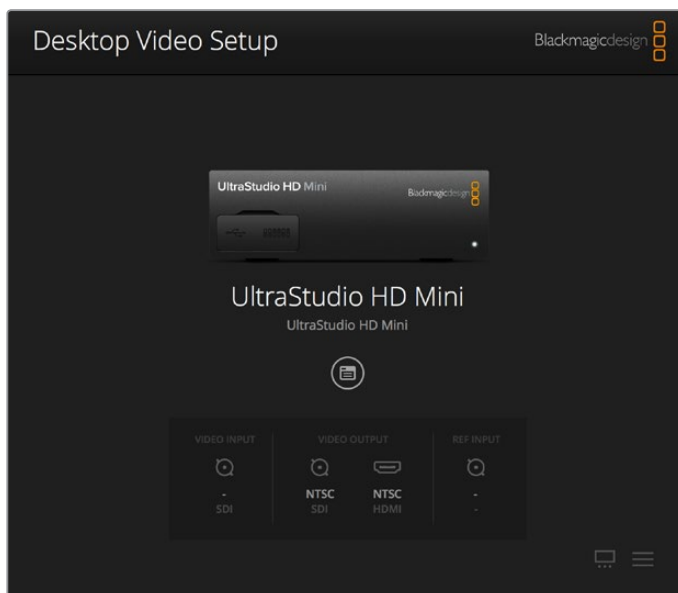 Desktop Video Setup
Blackmagicdesign
UltraStudio HD Mini
Blackmagicdesign
UltraStudio HD Mini
UltraStudio HD Mini
VIDEO INPUT VIDEO OUTPUT REF INPUT
- NTSC NTSC -
SDI SDI HDMI -